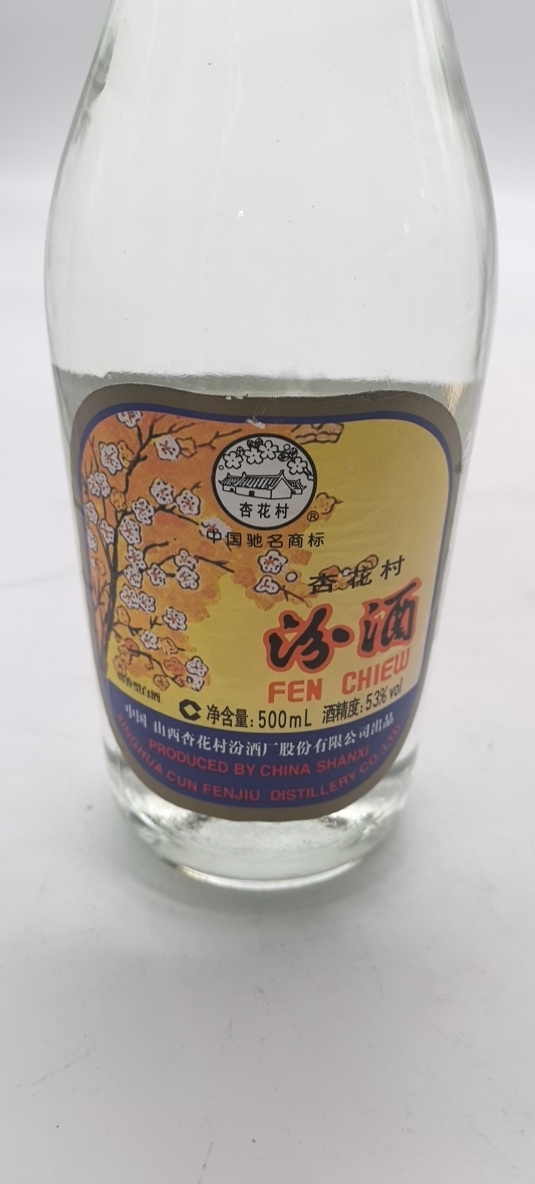 杏花村
®
中国驰名商标
杏花村
汾酒
FEN CHIEW
净含量:500mL 酒精度:53%vol
中国 山西杏花村汾酒厂股份有限公司出品
PRODUCED BY CHINA SHANXI
XINGHUA CUN FENJIU DISTILLERY CO.,LTD